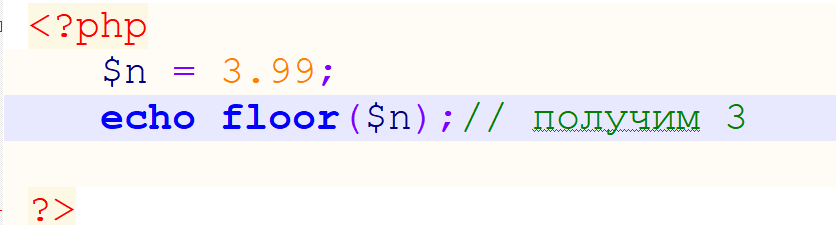 <?php
$n = 3.99;
echo floor($n);// получим 3
?>